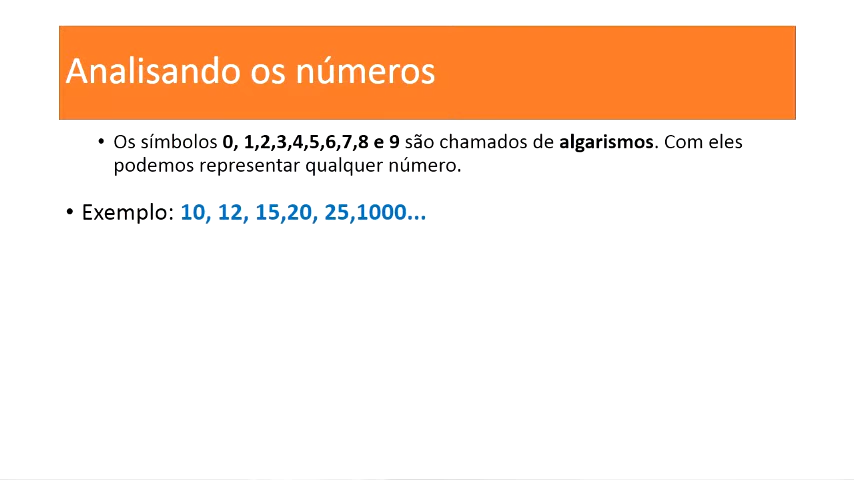 Analisando os números
• Os símbolos 0, 1,2,3,4,5,6,7,8 e 9 são chamados de algarismos. Com eles
podemos representar qualquer número.
• Exemplo: 10, 12, 15,20, 25,1000...